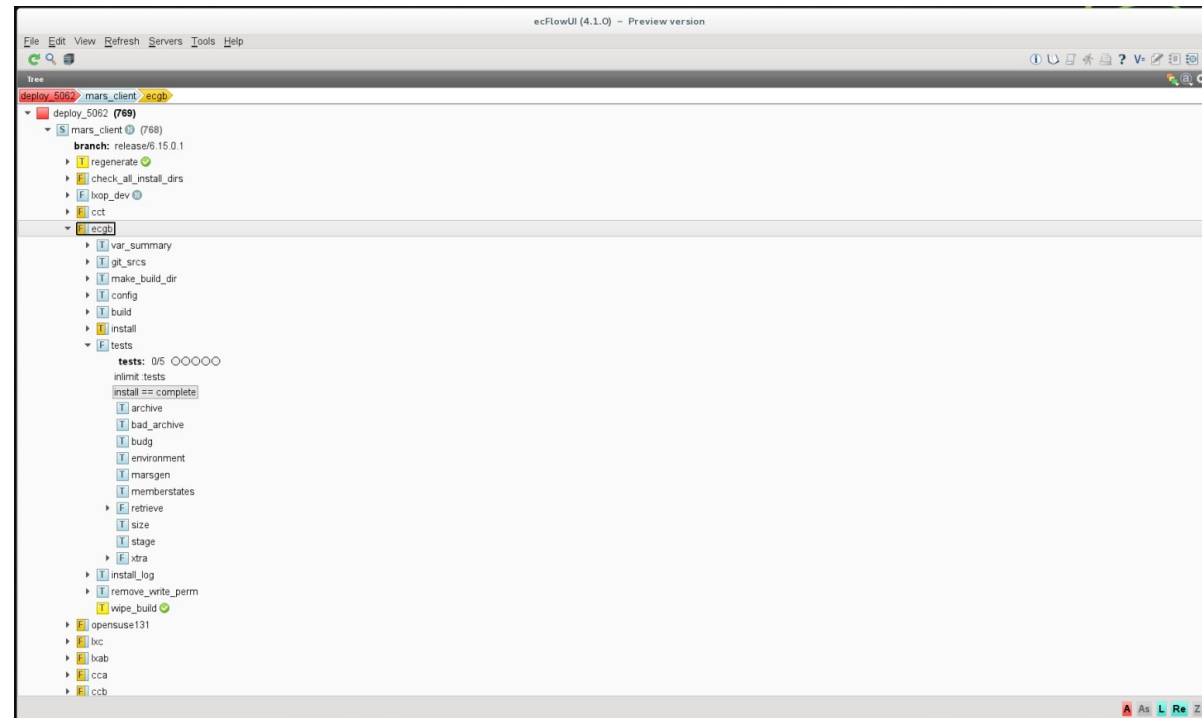 ecFlowUI (4.1.0) – Preview version
File Edit View Refresh Servers Tools Help
Tree
deploy_5062 mars_client ecgb
deploy_5062 (769)
S mars_client (768)
branch: release/6.15.0.1
T regenerate
F check_all_install_dirs
F lxop_dev
F cct
F ecgb
T var_summary
T git_srcs
T make_build_dir
T config
T build
T install
F tests
tests: 0/5
inlimit :tests
install == complete
T archive
T bad_archive
T budg
T environment
T marsgen
T memberstates
F retrieve
T size
T stage
F xtra
T install_log
T remove_write_perm
T wipe_build
F opensuse131
F lxc
F lxab
F cca
F ccb
A As L Re Z